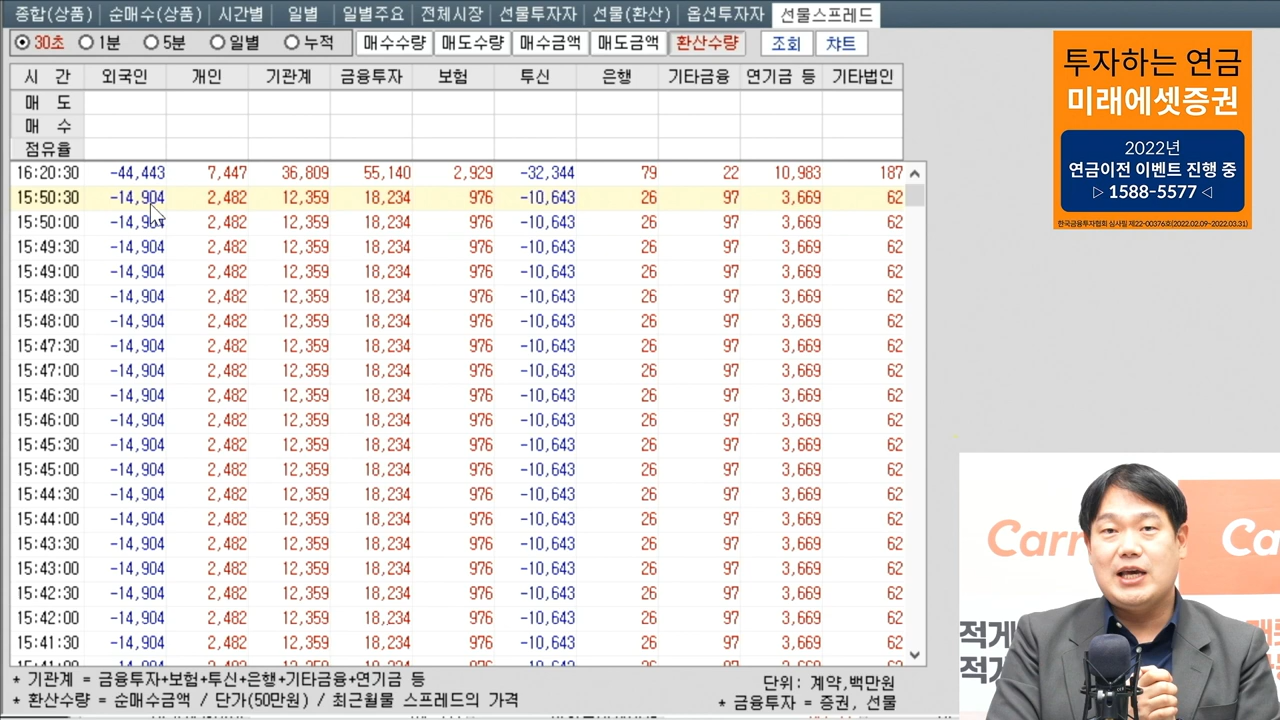 종합(상품) 순매수(상품) 시간별 일별 일별주요 전체시장 선물투자자 선물(환산) 옵션투자자 선물스프레드
30초 1분 5분 일별 누적 매수수량 매도수량 매수금액 매도금액 환산수량 조회 챠트
시 간 외국인 개인 기관계 금융투자 보험 투신 은행 기타금융 연기금 등 기타법인
매 도
매 수
점유율
16:20:30 -44,443 7,447 36,809 55,140 2,929 -32,344 79 22 10,983 187
15:50:30 -14,904 2,482 12,359 18,234 976 -10,643 26 97 3,669 62
15:50:00 -14,904 2,482 12,359 18,234 976 -10,643 26 97 3,669 62
15:49:30 -14,904 2,482 12,359 18,234 976 -10,643 26 97 3,669 62
15:49:00 -14,904 2,482 12,359 18,234 976 -10,643 26 97 3,669 62
15:48:30 -14,904 2,482 12,359 18,234 976 -10,643 26 97 3,669 62
15:48:00 -14,904 2,482 12,359 18,234 976 -10,643 26 97 3,669 62
15:47:30 -14,904 2,482 12,359 18,234 976 -10,643 26 97 3,669 62
15:47:00 -14,904 2,482 12,359 18,234 976 -10,643 26 97 3,669 62
15:46:30 -14,904 2,482 12,359 18,234 976 -10,643 26 97 3,669 62
15:46:00 -14,904 2,482 12,359 18,234 976 -10,643 26 97 3,669 62
15:45:30 -14,904 2,482 12,359 18,234 976 -10,643 26 97 3,669 62
15:45:00 -14,904 2,482 12,359 18,234 976 -10,643 26 97 3,669 62
15:44:30 -14,904 2,482 12,359 18,234 976 -10,643 26 97 3,669 62
15:44:00 -14,904 2,482 12,359 18,234 976 -10,643 26 97 3,669 62
15:43:30 -14,904 2,482 12,359 18,234 976 -10,643 26 97 3,669 62
15:43:00 -14,904 2,482 12,359 18,234 976 -10,643 26 97 3,669 62
15:42:30 -14,904 2,482 12,359 18,234 976 -10,643 26 97 3,669 62
15:42:00 -14,904 2,482 12,359 18,234 976 -10,643 26 97 3,669 62
15:41:30 -14,904 2,482 12,359 18,234 976 -10,643 26 97 3,669 62
* 기관계 = 금융투자+보험+투신+은행+기타금융+연기금 등
단위: 계약,백만원
* 환산수량 = 순매수금액 / 단가(50만원) / 최근월물 스프레드의 가격
* 금융투자 = 증권, 선물
투자하는 연금
미래에셋증권
2022년
연금이전 이벤트 진행 중
▷ 1588-5577 ◁
한국금융투자협회 심사필 제22-00376호(2022.02.09~2022.03.31)
Carr
Ca
적게